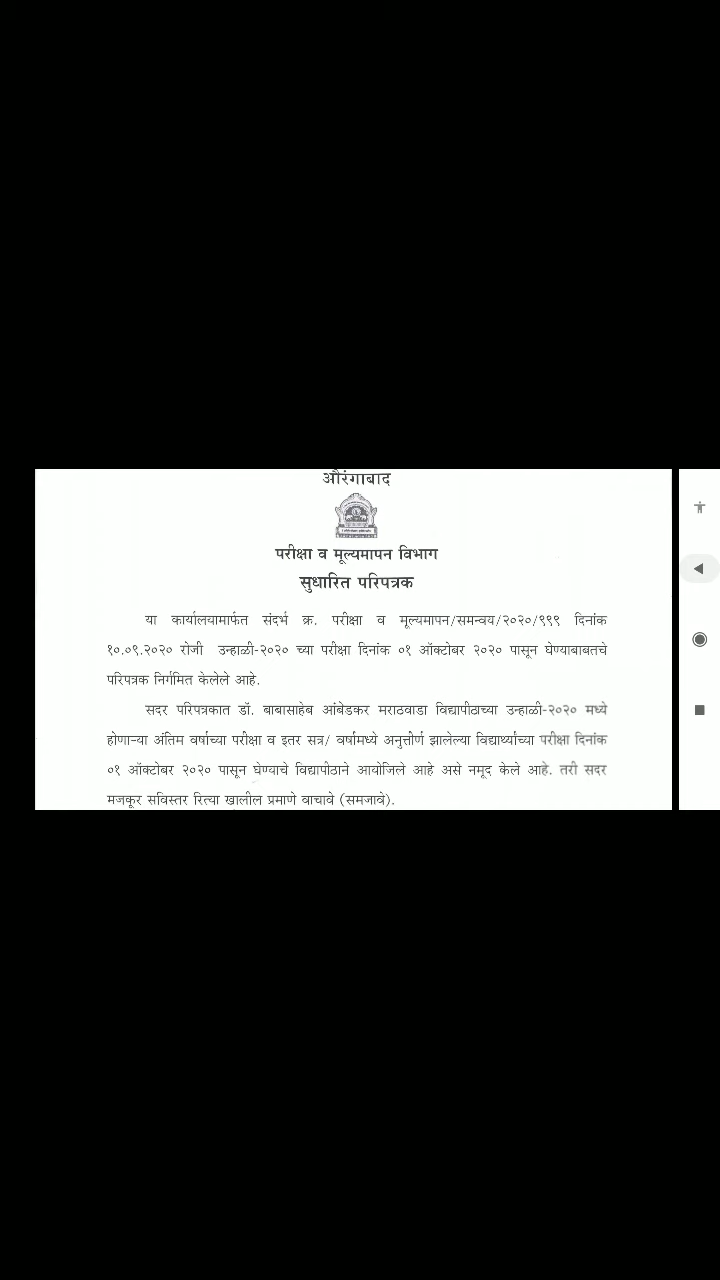 औरंगाबाद
परीक्षा व मूल्यमापन विभाग
सुधारित परिपत्रक
या कार्यालयामार्फत संदर्भ क्र. परीक्षा व मूल्यमापन/समन्वय/२०२०/९९९ दिनांक
१०.०९.२०२० रोजी उन्हाळी-२०२० च्या परीक्षा दिनांक ०१ ऑक्टोबर २०२० पासून घेण्याबाबतचे
परिपत्रक निर्गमित केलेले आहे.
सदर परिपत्रकात डॉ. बाबासाहेब आंबेडकर मराठवाडा विद्यापीठाच्या उन्हाळी-२०२० मध्ये
होणाऱ्या अंतिम वर्षाच्या परीक्षा व इतर सत्र/ वर्षामध्ये अनुत्तीर्ण झालेल्या विद्यार्थ्यांच्या परीक्षा दिनांक
०१ ऑक्टोबर २०२० पासून घेण्याचे विद्यापीठाने आयोजिले आहे असे नमूद केले आहे. तरी सदर
मजकूर सविस्तर रित्या खालील प्रमाणे वाचावे (समजावे).